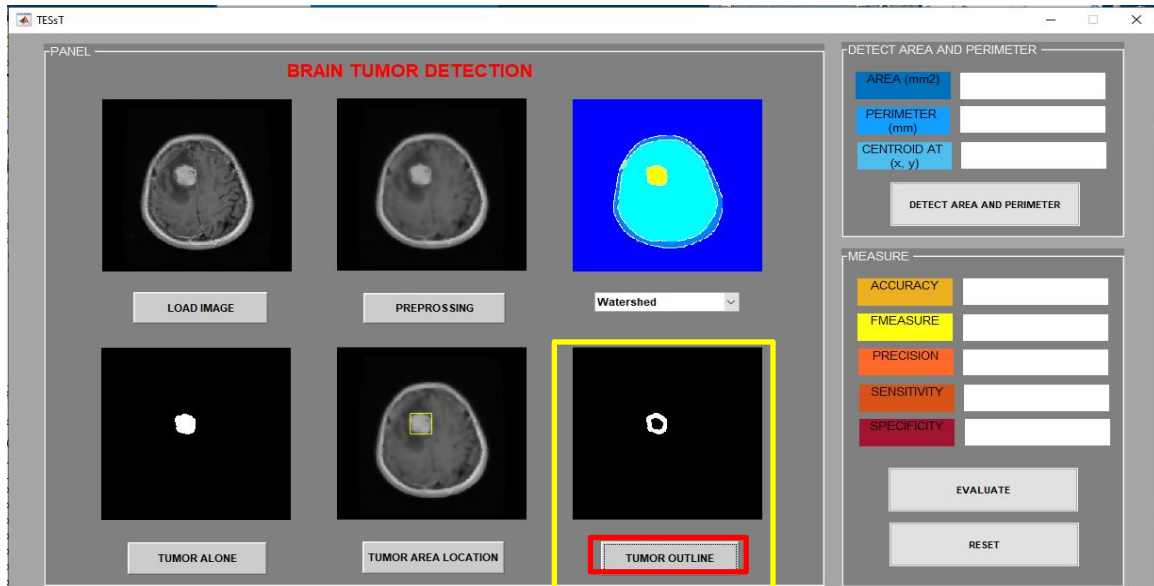 TESsT
PANEL
BRAIN TUMOR DETECTION
LOAD IMAGE
PREPROSSING
Watershed
TUMOR ALONE
TUMOR AREA LOCATION
TUMOR OUTLINE
DETECT AREA AND PERIMETER
AREA (mm2)
PERIMETER
(mm)
CENTROID AT
(x, y)
DETECT AREA AND PERIMETER
MEASURE
ACCURACY
FMEASURE
PRECISION
SENSITIVITY
SPECIFICITY
EVALUATE
RESET